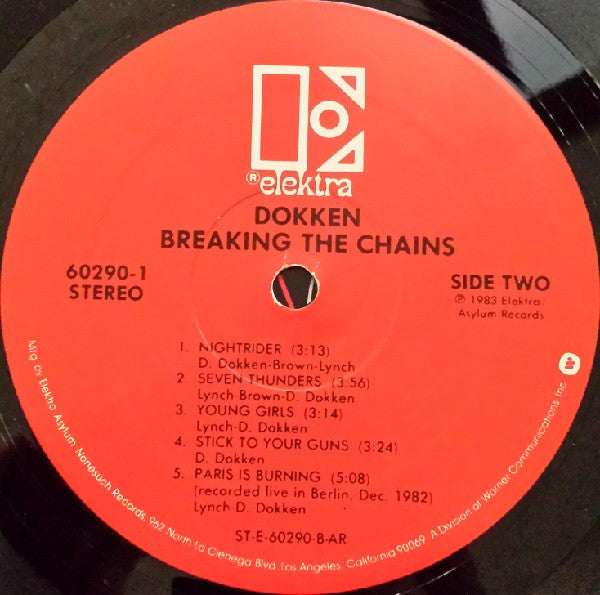 ® elektra
DOKKEN
BREAKING THE CHAINS
60290-1
STEREO
SIDE TWO
℗ 1983 Elektra/
Asylum Records
1. NIGHTRIDER (3:13)
D. Dokken-Brown-Lynch
2. SEVEN THUNDERS (3:56)
Lynch-Brown-D. Dokken
3. YOUNG GIRLS (3:14)
Lynch-D. Dokken
4. STICK TO YOUR GUNS (3:24)
D. Dokken
5. PARIS IS BURNING (5:08)
(recorded live in Berlin, Dec. 1982)
Lynch-D. Dokken
ST-E-60290-B-AR
Mfg. by Elektra/Asylum/Nonesuch Records, 962 North La Cienega Blvd. Los Angeles, California 90069. A Division of Warner Communications Inc.